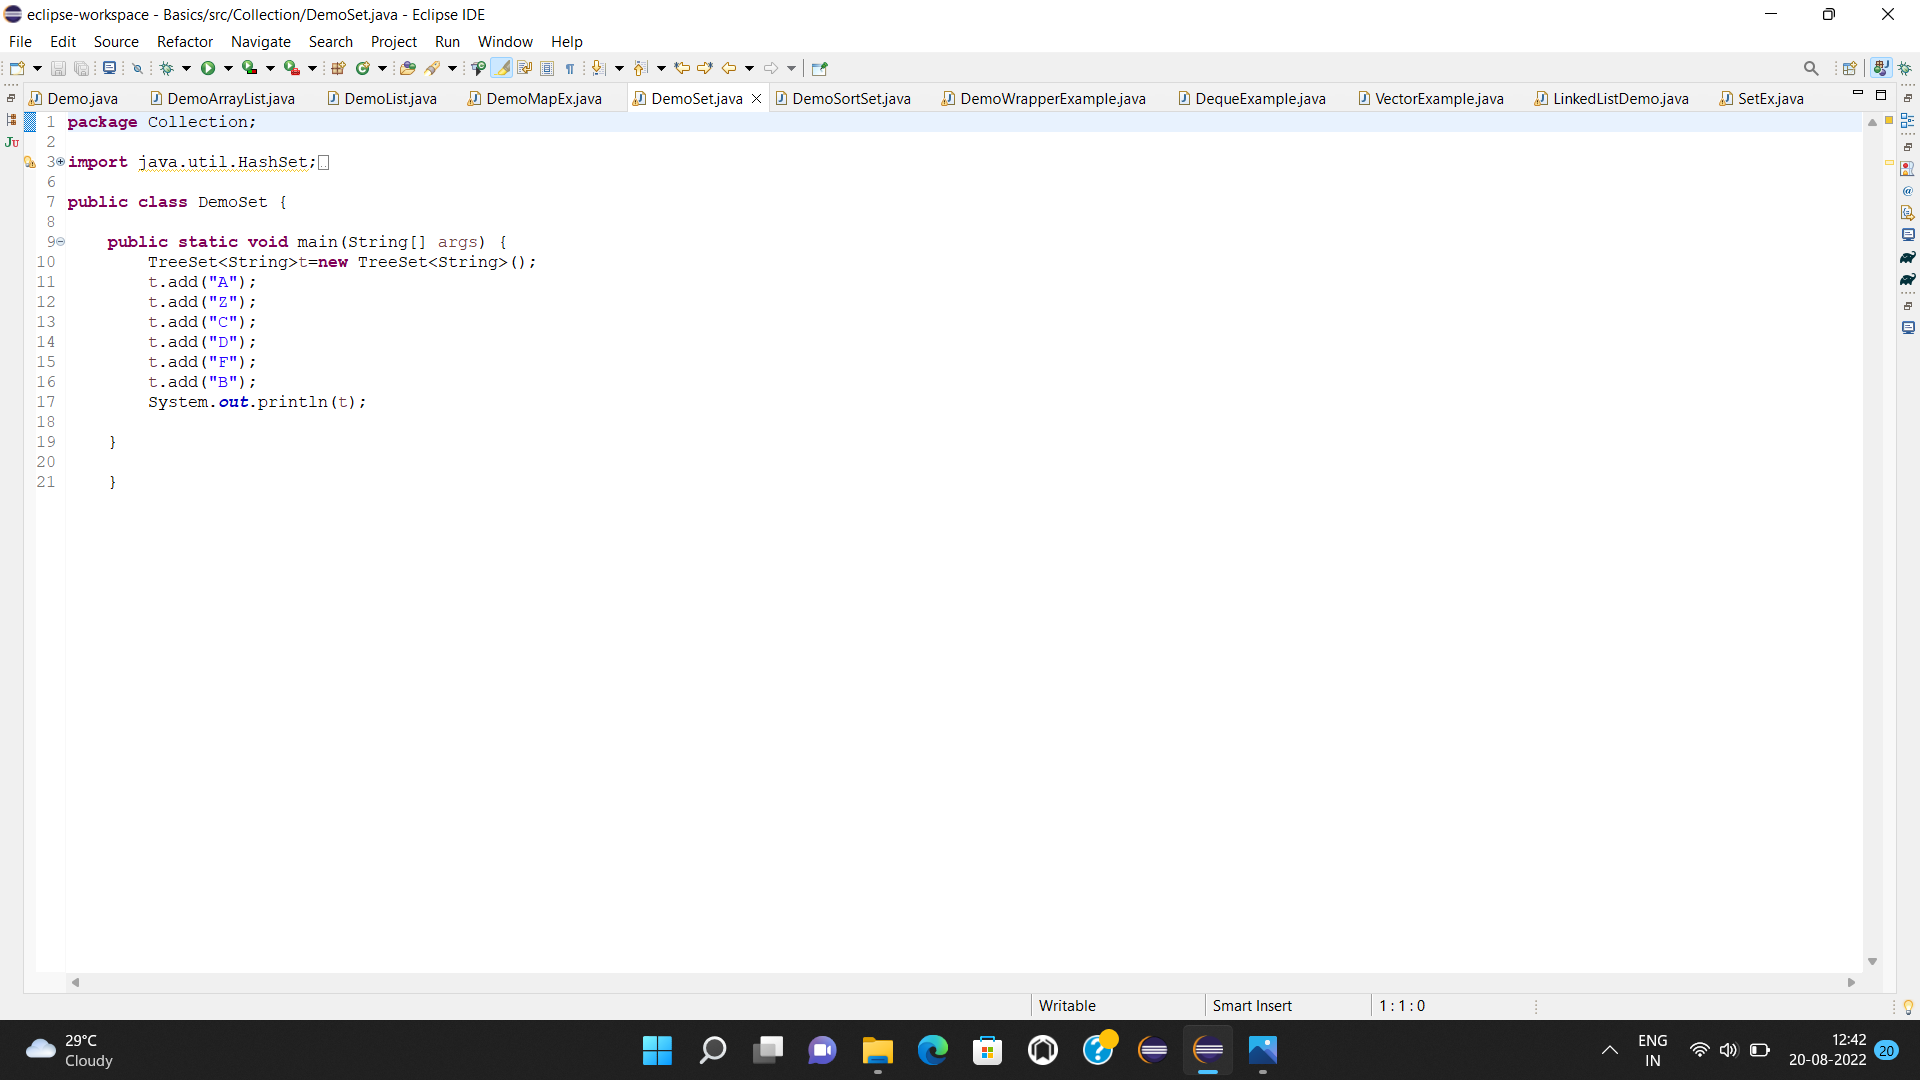 eclipse-workspace - Basics/src/Collection/DemoSet.java - Eclipse IDE
File Edit Source Refactor Navigate Search Project Run Window Help
Demo.java DemoArrayList.java DemoList.java DemoMapEx.java DemoSet.java DemoSortSet.java DemoWrapperExample.java DequeExample.java VectorExample.java LinkedListDemo.java SetEx.java
1 package Collection;
2
3 import java.util.HashSet;
6
7 public class DemoSet {
8
9 public static void main(String[] args) {
10 TreeSet<String>t=new TreeSet<String>();
11 t.add("A");
12 t.add("Z");
13 t.add("C");
14 t.add("D");
15 t.add("F");
16 t.add("B");
17 System.out.println(t);
18
19 }
20
21 }
Writable Smart Insert 1 : 1 : 0
29°C
Cloudy
ENG
IN
12:42
20-08-2022
20